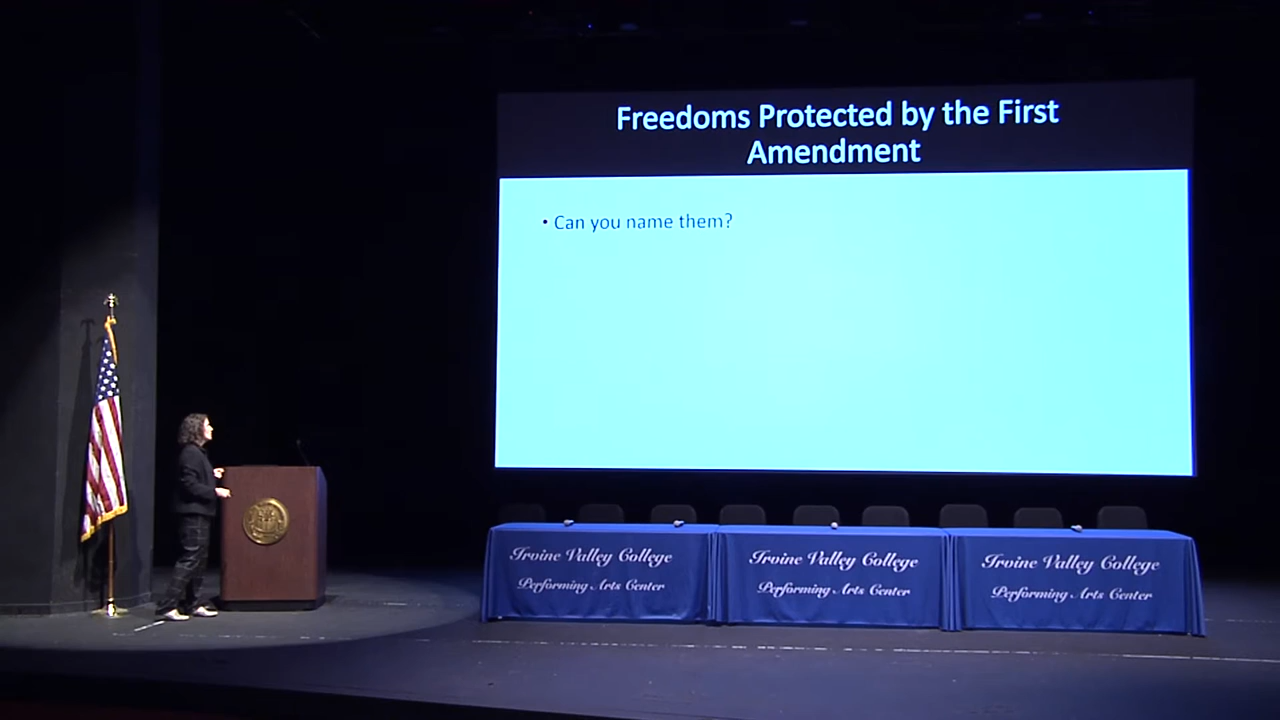 Freedoms Protected by the First
Amendment
• Can you name them?
Irvine Valley College
Performing Arts Center
Irvine Valley College
Performing Arts Center
Irvine Valley College
Performing Arts Center